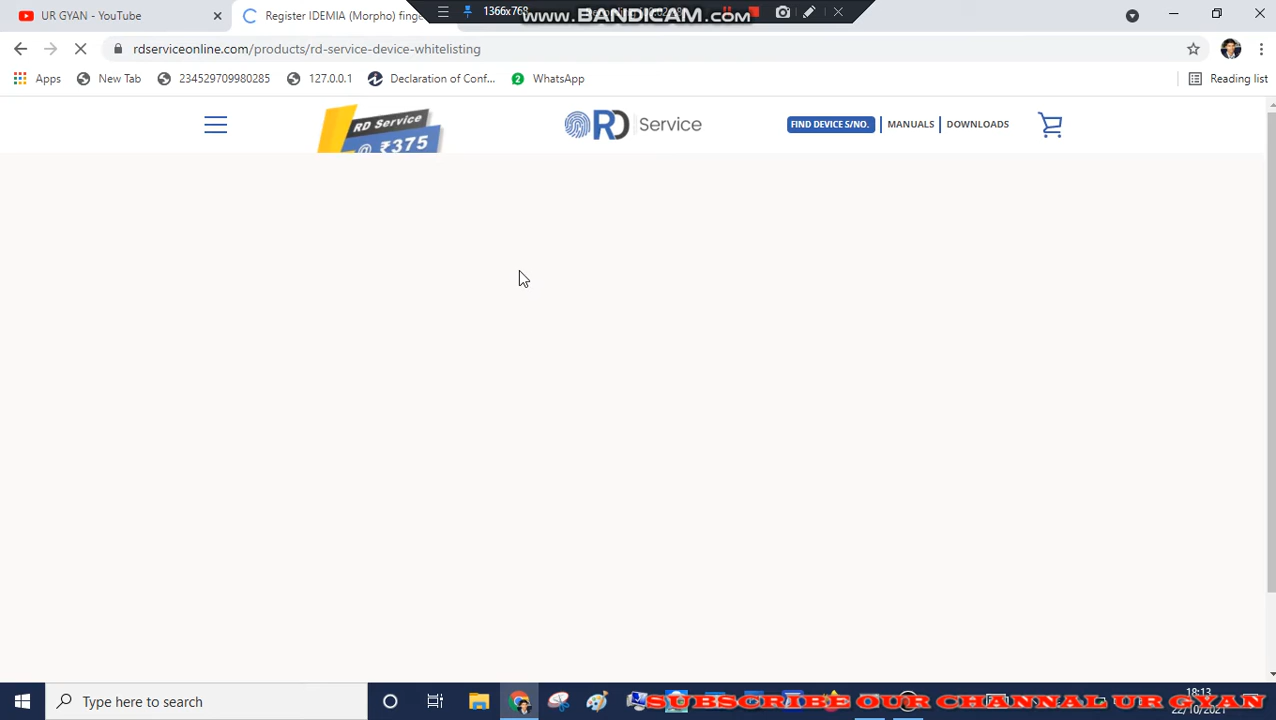 UR GYAN - YouTube
Register IDEMIA (Morpho) finge
1366x768
www.BANDICAM.com
rdserviceonline.com/products/rd-service-device-whitelisting
Apps
New Tab
234529709980285
127.0.0.1
Declaration of Conf...
2
WhatsApp
Reading list
RD Service
@ ₹375
RD Service
FIND DEVICE S/NO.
MANUALS
DOWNLOADS
Type here to search
SUBSCRIBE OUR CHANNAL UR GYAN
18:13
22/10/2021